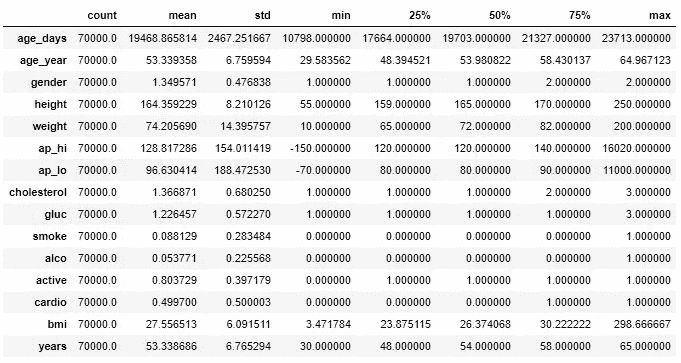 count mean std min 25% 50% 75% max
age_days 70000.0 19468.865814 2467.251667 10798.000000 17664.000000 19703.000000 21327.000000 23713.000000
age_year 70000.0 53.339358 6.759594 29.583562 48.394521 53.980822 58.430137 64.967123
gender 70000.0 1.349571 0.476838 1.000000 1.000000 1.000000 2.000000 2.000000
height 70000.0 164.359229 8.210126 55.000000 159.000000 165.000000 170.000000 250.000000
weight 70000.0 74.205690 14.395757 10.000000 65.000000 72.000000 82.000000 200.000000
ap_hi 70000.0 128.817286 154.011419 -150.000000 120.000000 120.000000 140.000000 16020.000000
ap_lo 70000.0 96.630414 188.472530 -70.000000 80.000000 80.000000 90.000000 11000.000000
cholesterol 70000.0 1.366871 0.680250 1.000000 1.000000 1.000000 2.000000 3.000000
gluc 70000.0 1.226457 0.572270 1.000000 1.000000 1.000000 1.000000 3.000000
smoke 70000.0 0.088129 0.283484 0.000000 0.000000 0.000000 0.000000 1.000000
alco 70000.0 0.053771 0.225568 0.000000 0.000000 0.000000 0.000000 1.000000
active 70000.0 0.803729 0.397179 0.000000 1.000000 1.000000 1.000000 1.000000
cardio 70000.0 0.499700 0.500003 0.000000 0.000000 0.000000 1.000000 1.000000
bmi 70000.0 27.556513 6.091511 3.471784 23.875115 26.374068 30.222222 298.666667
years 70000.0 53.338686 6.765294 30.000000 48.000000 54.000000 58.000000 65.000000